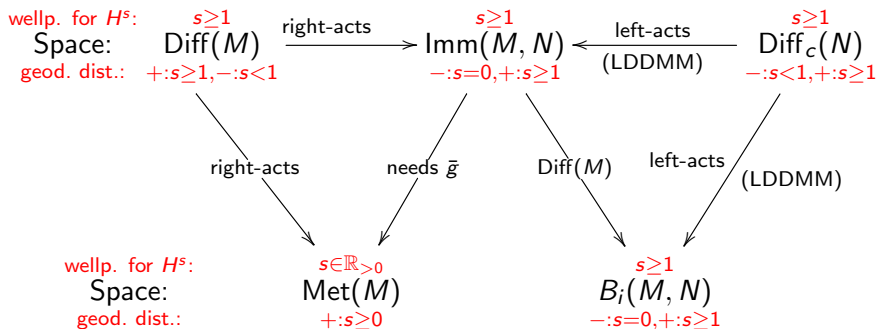 wellp. for Hˢ: s≥1 s≥1 s≥1
Space: Diff(M) right-acts Imm(M, N) left-acts Diff_c(N)
geod. dist.: +:s≥1,−:s<1 −:s=0,+:s≥1 (LDDMM) −:s<1,+:s≥1
right-acts needs ḡ Diff(M) left-acts
(LDDMM)
wellp. for Hˢ: s∈ℝ_{>0} s≥1
Space: Met(M) B_i(M, N)
geod. dist.: +:s≥0 −:s=0,+:s≥1